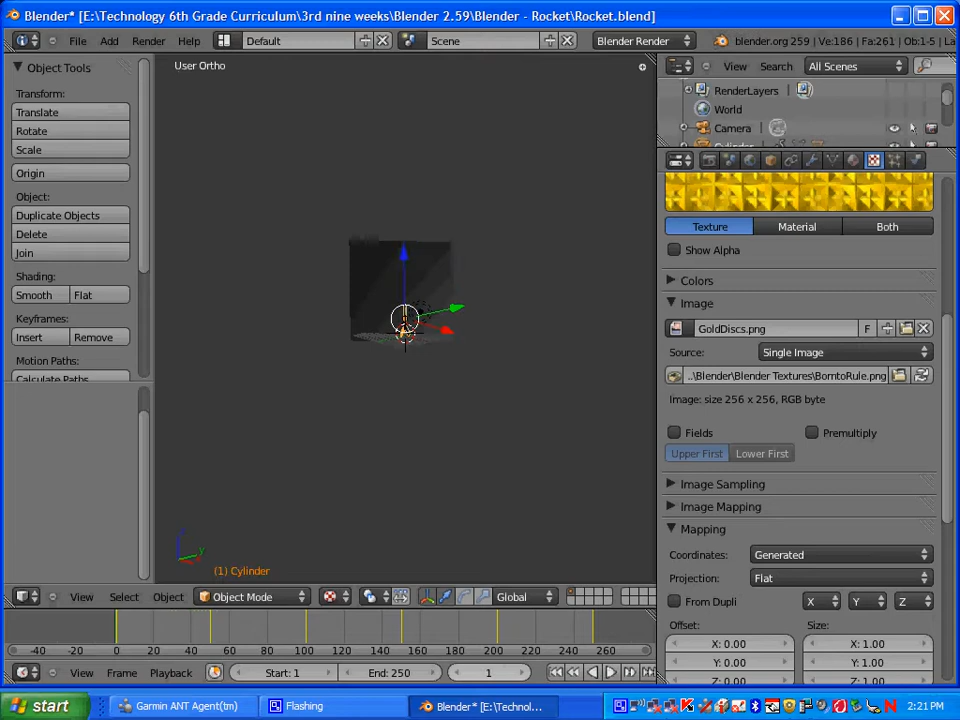 Blender* [E:\Technology 6th Grade Curriculum\3rd nine weeks\Blender 2.59\Blender - Rocket\Rocket.blend]
File Add Render Help Default Scene Blender Render blender.org 259 | Ve:186 | Fa:261 | Ob:1-5 | La
Object Tools
Transform:
Translate
Rotate
Scale
Origin
Object:
Duplicate Objects
Delete
Join
Shading:
Smooth Flat
Keyframes:
Insert Remove
Motion Paths:
Calculate Paths
User Ortho
(1) Cylinder
View Search All Scenes
RenderLayers
World
Camera
Cylinder
Texture Material Both
Show Alpha
Colors
Image
GoldDiscs.png F
Source: Single Image
..\Blender\Blender Textures\BorntoRule.png
Image: size 256 x 256, RGB byte
Fields Premultiply
Upper First Lower First
Image Sampling
Image Mapping
Mapping
Coordinates: Generated
Projection: Flat
From Dupli X Y Z
Offset: Size:
X: 0.00 X: 1.00
Y: 0.00 Y: 1.00
Z: 0.00 Z: 1.00
View Select Object Object Mode Global
-40 -20 0 20 40 60 80 100 120 140 160 180 200 220 240 260
View Frame Playback Start: 1 End: 250 1
start Garmin ANT Agent(tm) Flashing Blender* [E:\Technol... 2:21 PM